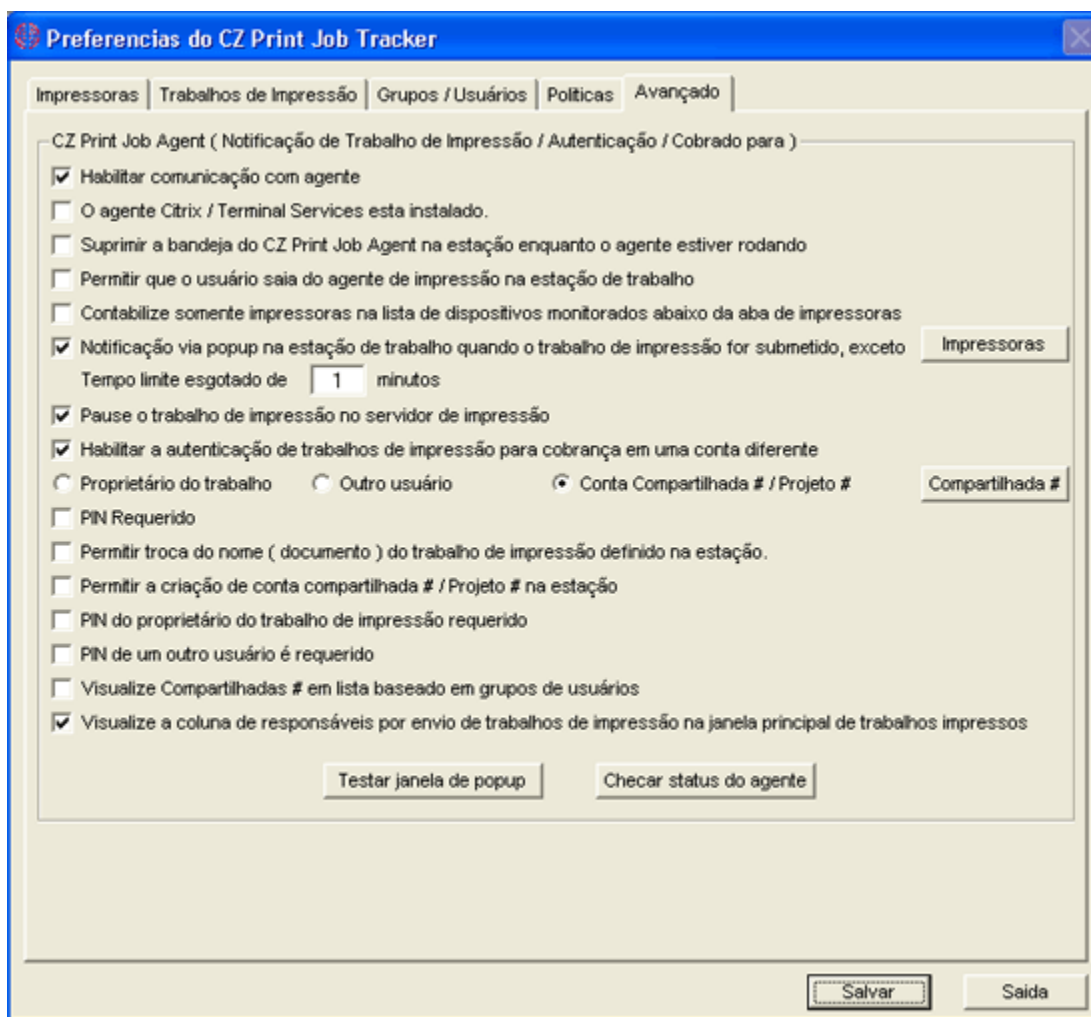 Preferencias do CZ Print Job Tracker
Impressoras Trabalhos de Impressão Grupos / Usuários Politicas Avançado
CZ Print Job Agent ( Notificação de Trabalho de Impressão / Autenticação / Cobrado para )
Habilitar comunicação com agente
O agente Citrix / Terminal Services esta instalado.
Suprimir a bandeja do CZ Print Job Agent na estação enquanto o agente estiver rodando
Permitir que o usuário saia do agente de impressão na estação de trabalho
Contabilize somente impressoras na lista de dispositivos monitorados abaixo da aba de impressoras
Notificação via popup na estação de trabalho quando o trabalho de impressão for submetido, exceto Impressoras
Tempo limite esgotado de 1 minutos
Pause o trabalho de impressão no servidor de impressão
Habilitar a autenticação de trabalhos de impressão para cobrança em uma conta diferente
Proprietário do trabalho Outro usuário Conta Compartilhada # / Projeto # Compartilhada #
PIN Requerido
Permitir troca do nome ( documento ) do trabalho de impressão definido na estação.
Permitir a criação de conta compartilhada # / Projeto # na estação
PIN do proprietário do trabalho de impressão requerido
PIN de um outro usuário é requerido
Visualize Compartilhadas # em lista baseado em grupos de usuários
Visualize a coluna de responsáveis por envio de trabalhos de impressão na janela principal de trabalhos impressos
Testar janela de popup Checar status do agente
Salvar Saida